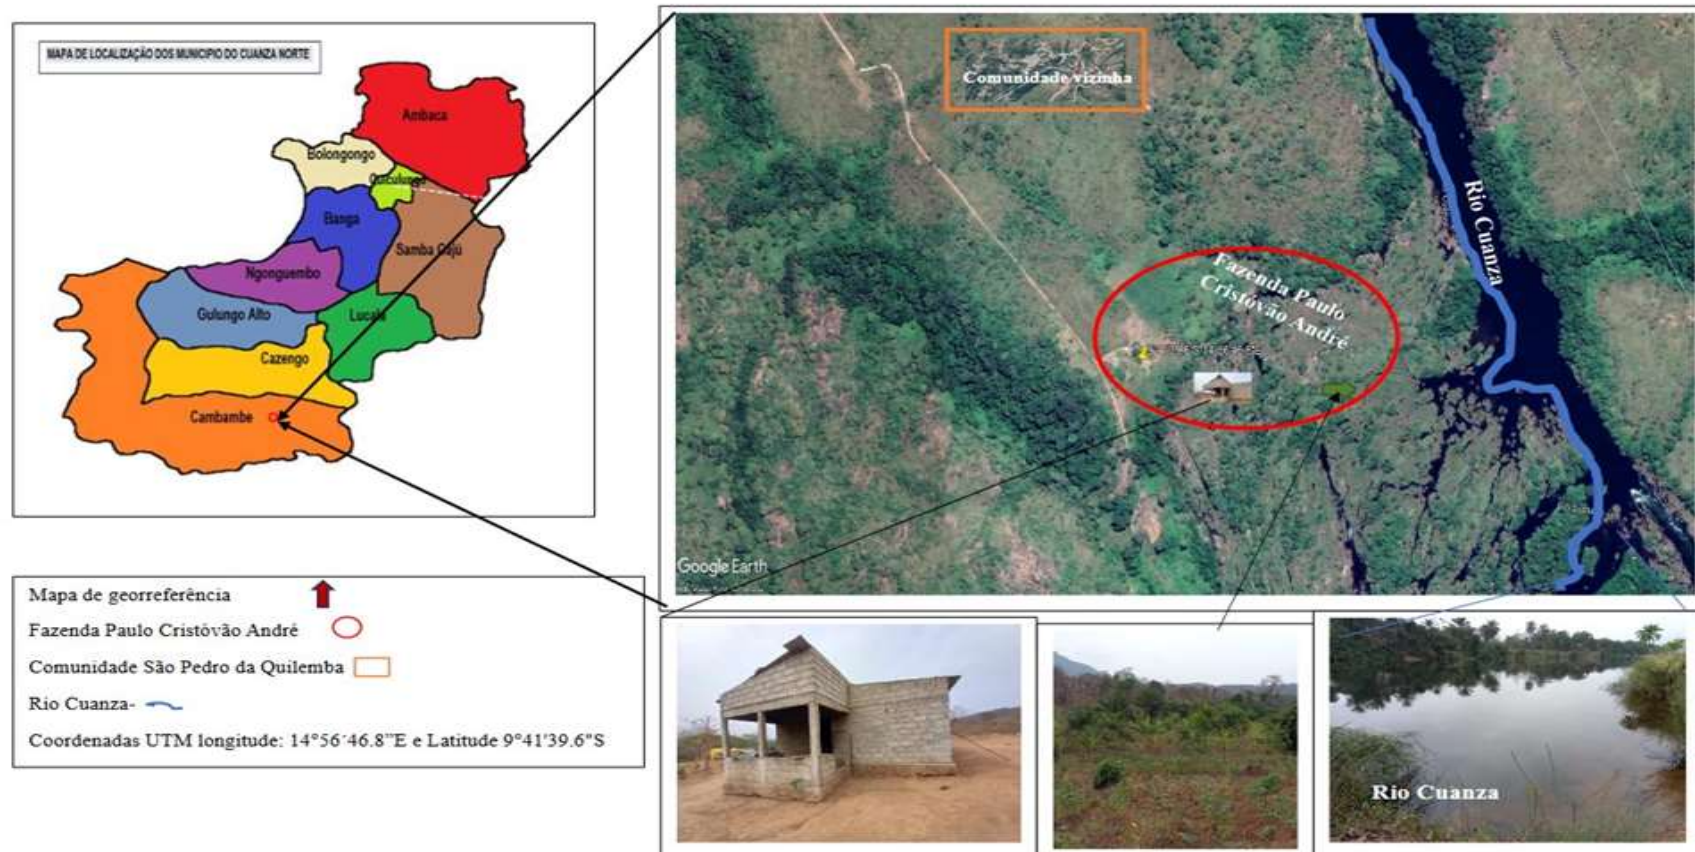 MAPA DE LOCALIZAÇÃO DOS MUNICIPIO DO CUANZA NORTE
Ambaca
Bolongongo
Quiculungo
Banga
Samba Cajú
Ngonguembo
Gulungo Alto
Lucala
Cazengo
Cambambe
Comunidade vizinha
Rio Cuanza
Fazenda Paulo
Cristóvão André
Google Earth
Mapa de georreferência
Fazenda Paulo Cristóvão André
Comunidade São Pedro da Quilemba
Rio Cuanza-
Coordenadas UTM longitude: 14°56´46.8”E e Latitude 9°41'39.6"S
Rio Cuanza